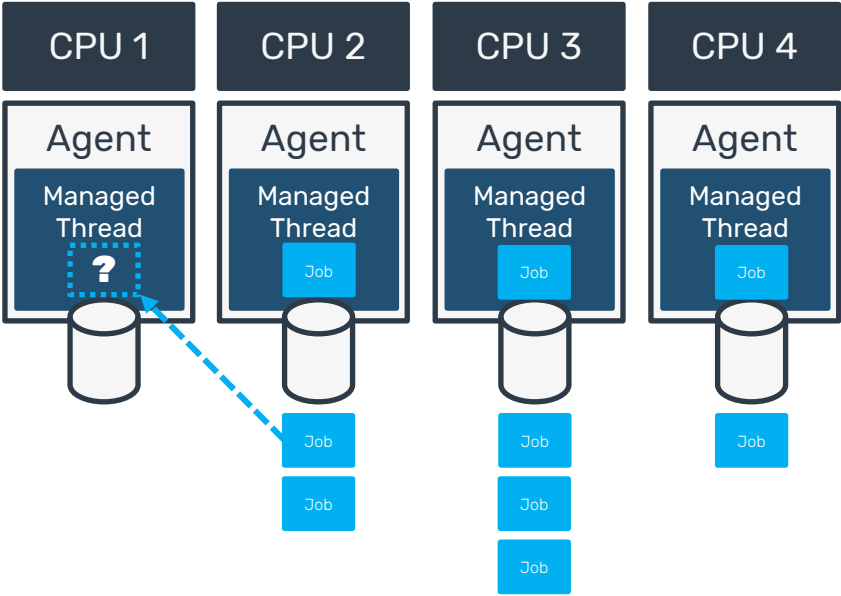 CPU 1
CPU 2
CPU 3
CPU 4
Agent
Agent
Agent
Agent
Managed
Thread
Managed
Thread
Managed
Thread
Managed
Thread
?
Job
Job
Job
Job
Job
Job
Job
Job
Job